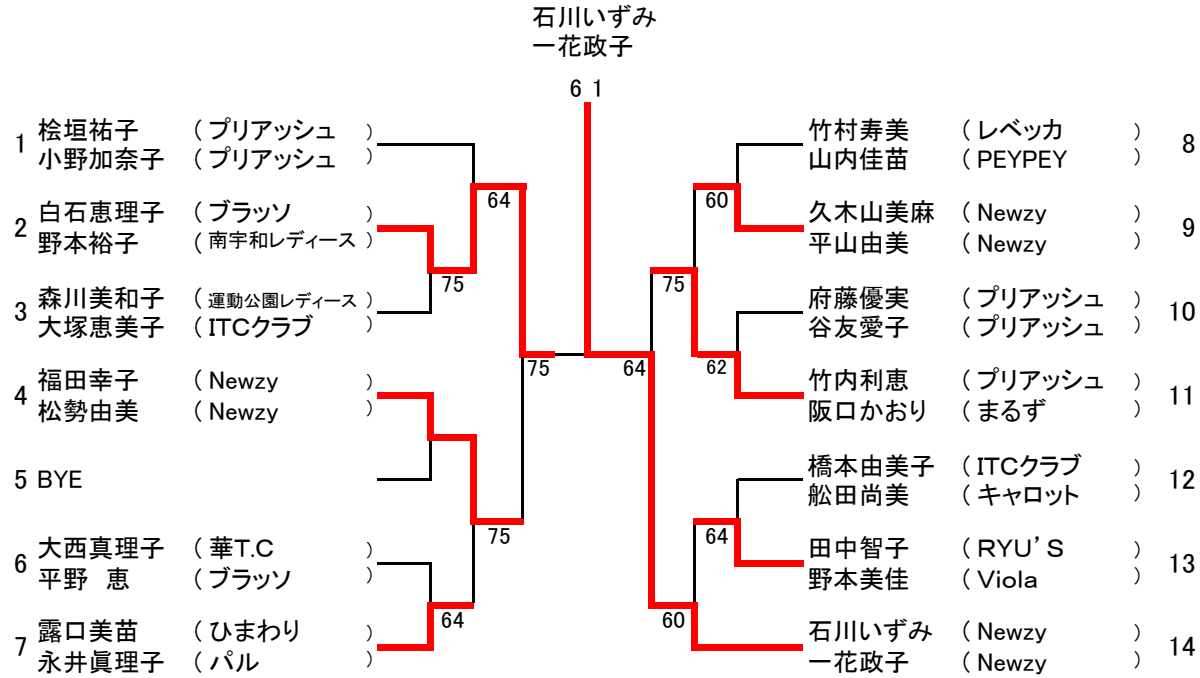 石川いずみ
一花政子
6 1
1 桧垣祐子 ( プリアッシュ )
小野加奈子 ( プリアッシュ )
64
2 白石恵理子 ( ブラッソ )
野本裕子 ( 南宇和レディース )
75
3 森川美和子 ( 運動公園レディース )
大塚恵美子 ( ITCクラブ )
75
4 福田幸子 ( Newzy )
松勢由美 ( Newzy )
5 BYE
75
6 大西真理子 ( 華T.C )
平野 恵 ( ブラッソ )
64
7 露口美苗 ( ひまわり )
永井眞理子 ( パル )
竹村寿美 ( レベッカ ) 8
山内佳苗 ( PEYPEY )
60
久木山美麻 ( Newzy ) 9
平山由美 ( Newzy )
75
府藤優実 ( プリアッシュ ) 10
谷友愛子 ( プリアッシュ )
64
62
竹内利恵 ( プリアッシュ ) 11
阪口かおり ( まるず )
橋本由美子 ( ITCクラブ ) 12
舩田尚美 ( キャロット )
64
田中智子 ( RYU'S ) 13
野本美佳 ( Viola )
60
石川いずみ ( Newzy ) 14
一花政子 ( Newzy )